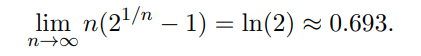 lim n→∞ n(2^{1/n} − 1) = ln(2) ≈ 0.693.